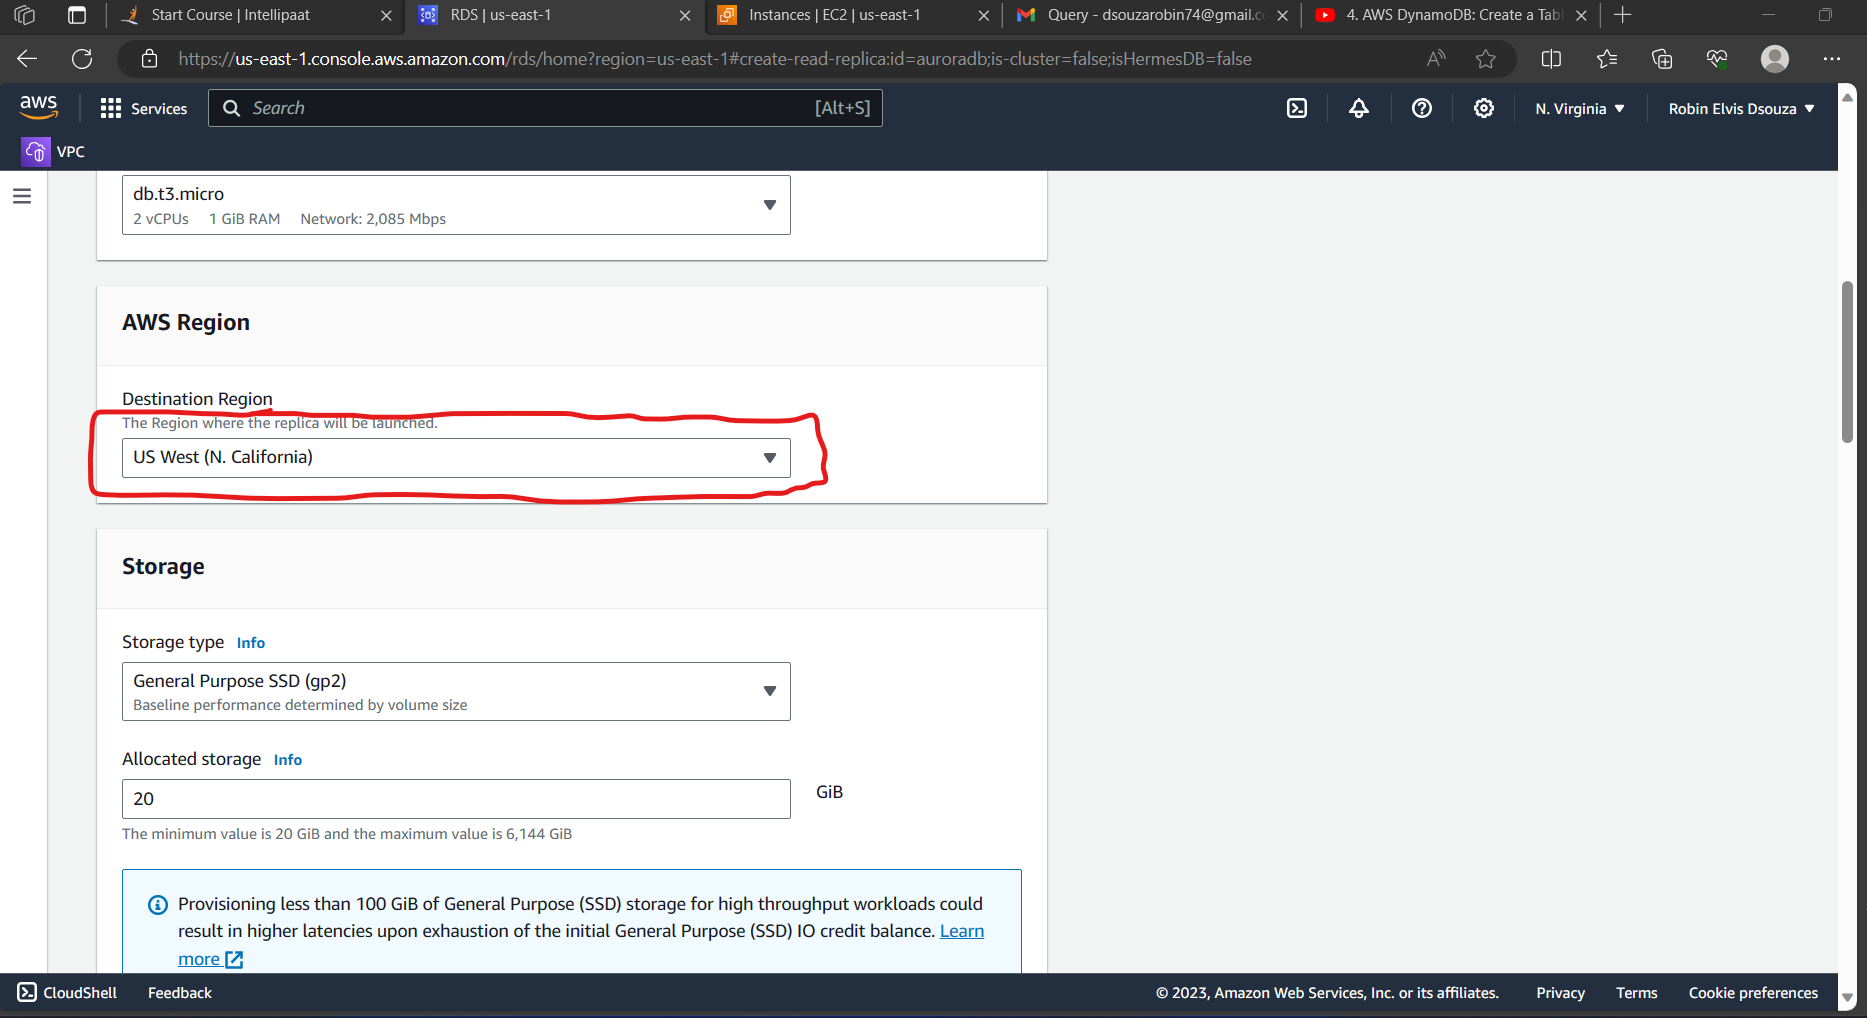 Start Course | Intellipaat
RDS | us-east-1
Instances | EC2 | us-east-1
Query - dsouzarobin74@gmail.co
4. AWS DynamoDB: Create a Tab
https://us-east-1.console.aws.amazon.com/rds/home?region=us-east-1#create-read-replica:id=auroradb;is-cluster=false;isHermesDB=false
aws
Services
Search
[Alt+S]
N. Virginia
Robin Elvis Dsouza
VPC
db.t3.micro
2 vCPUs 1 GiB RAM Network: 2,085 Mbps
AWS Region
Destination Region
The Region where the replica will be launched.
US West (N. California)
Storage
Storage type Info
General Purpose SSD (gp2)
Baseline performance determined by volume size
Allocated storage Info
20
GiB
The minimum value is 20 GiB and the maximum value is 6,144 GiB
Provisioning less than 100 GiB of General Purpose (SSD) storage for high throughput workloads could
result in higher latencies upon exhaustion of the initial General Purpose (SSD) IO credit balance. Learn
more
CloudShell Feedback © 2023, Amazon Web Services, Inc. or its affiliates. Privacy Terms Cookie preferences